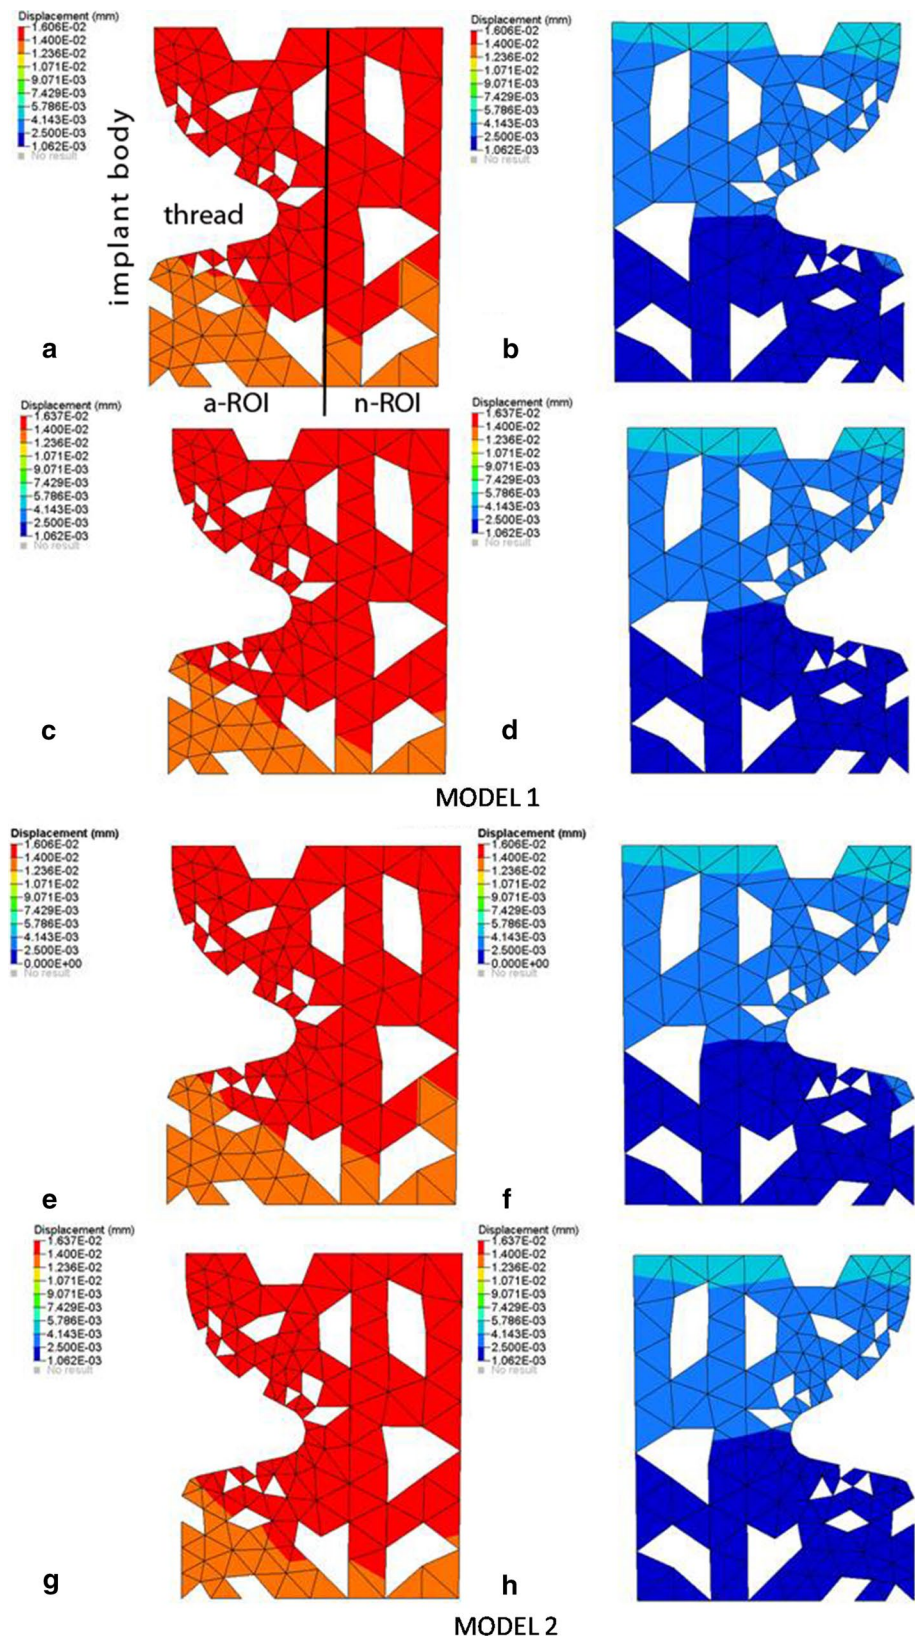 Displacement (mm)
1.606E-02
1.400E-02
1.236E-02
1.071E-02
9.071E-03
7.429E-03
5.786E-03
4.143E-03
2.500E-03
1.062E-03
No result
implant body
thread
a
a-ROI
n-ROI
Displacement (mm)
1.606E-02
1.400E-02
1.236E-02
1.071E-02
9.071E-03
7.429E-03
5.786E-03
4.143E-03
2.500E-03
1.062E-03
No result
b
Displacement (mm)
1.637E-02
1.400E-02
1.236E-02
1.071E-02
9.071E-03
7.429E-03
5.786E-03
4.143E-03
2.500E-03
1.062E-03
No result
c
Displacement (mm)
1.637E-02
1.400E-02
1.236E-02
1.071E-02
9.071E-03
7.429E-03
5.786E-03
4.143E-03
2.500E-03
1.062E-03
No result
d
MODEL 1
Displacement (mm)
1.606E-02
1.400E-02
1.236E-02
1.071E-02
9.071E-03
7.429E-03
5.786E-03
4.143E-03
2.500E-03
0.000E+00
No result
e
Displacement (mm)
1.606E-02
1.400E-02
1.236E-02
1.071E-02
9.071E-03
7.429E-03
5.786E-03
4.143E-03
2.500E-03
0.000E+00
No result
f
Displacement (mm)
1.637E-02
1.400E-02
1.236E-02
1.071E-02
9.071E-03
7.429E-03
5.786E-03
4.143E-03
2.500E-03
1.062E-03
No result
g
Displacement (mm)
1.637E-02
1.400E-02
1.236E-02
1.071E-02
9.071E-03
7.429E-03
5.786E-03
4.143E-03
2.500E-03
1.062E-03
No result
h
MODEL 2